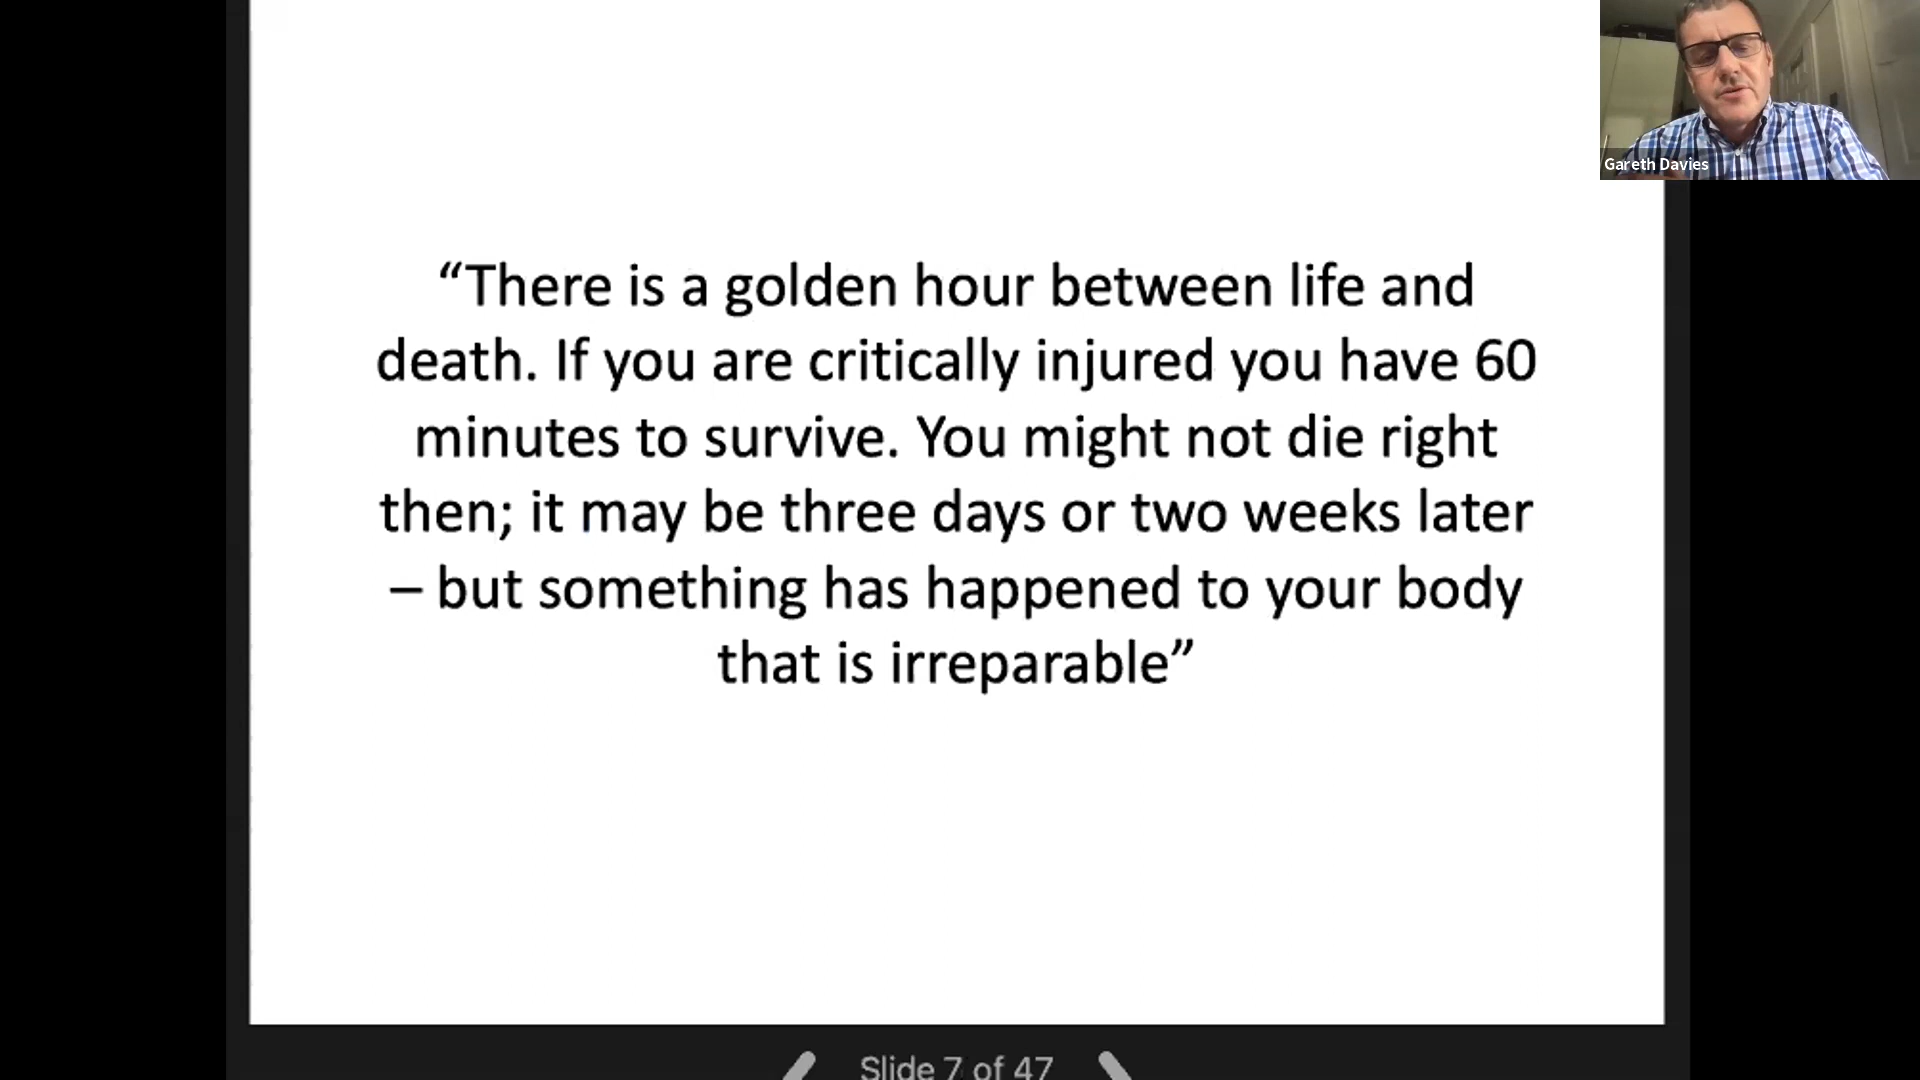 Gareth Davies
“There is a golden hour between life and
death. If you are critically injured you have 60
minutes to survive. You might not die right
then; it may be three days or two weeks later
– but something has happened to your body
that is irreparable”
Slide 7 of 47